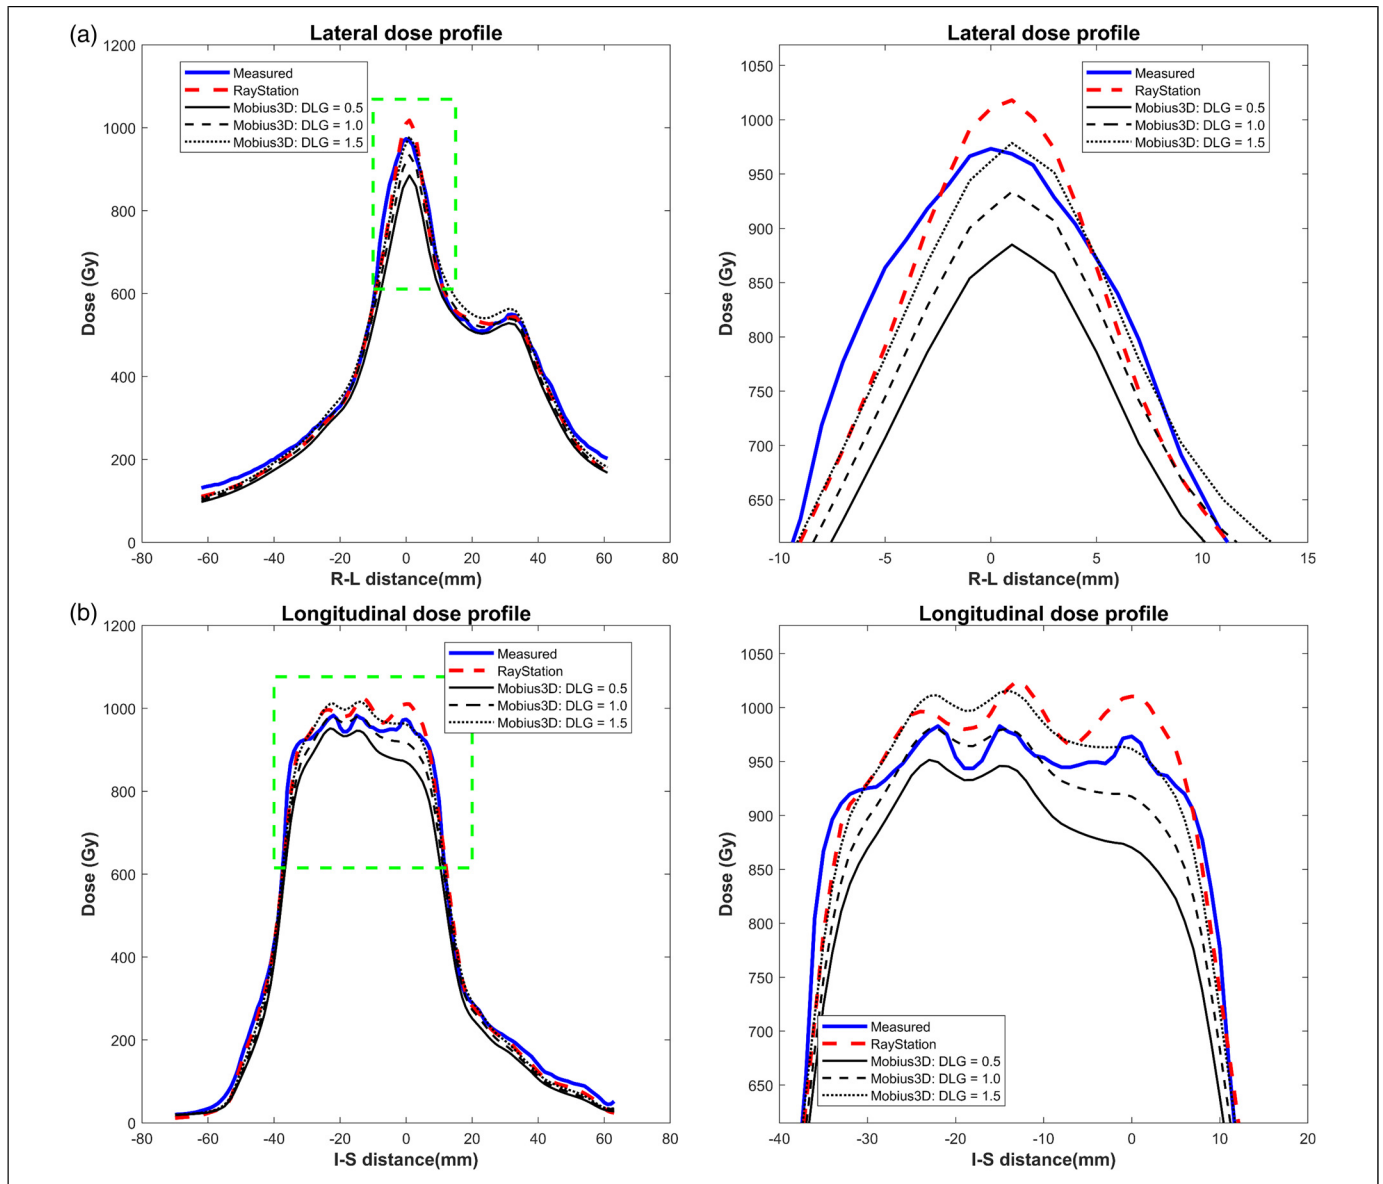 (a)
Lateral dose profile
1200
1000
800
600
400
200
0
Dose (Gy)
Measured
RayStation
Mobius3D: DLG = 0.5
Mobius3D: DLG = 1.0
Mobius3D: DLG = 1.5
-80 -60 -40 -20 0 20 40 60 80
R-L distance(mm)
Lateral dose profile
1050
1000
950
900
850
800
750
700
650
Dose (Gy)
Measured
RayStation
Mobius3D: DLG = 0.5
Mobius3D: DLG = 1.0
Mobius3D: DLG = 1.5
-10 -5 0 5 10 15
R-L distance(mm)
(b)
Longitudinal dose profile
1200
1000
800
600
400
200
0
Dose (Gy)
Measured
RayStation
Mobius3D: DLG = 0.5
Mobius3D: DLG = 1.0
Mobius3D: DLG = 1.5
-80 -60 -40 -20 0 20 40 60 80
I-S distance(mm)
Longitudinal dose profile
1050
1000
950
900
850
800
750
700
650
Dose (Gy)
Measured
RayStation
Mobius3D: DLG = 0.5
Mobius3D: DLG = 1.0
Mobius3D: DLG = 1.5
-40 -30 -20 -10 0 10 20
I-S distance(mm)